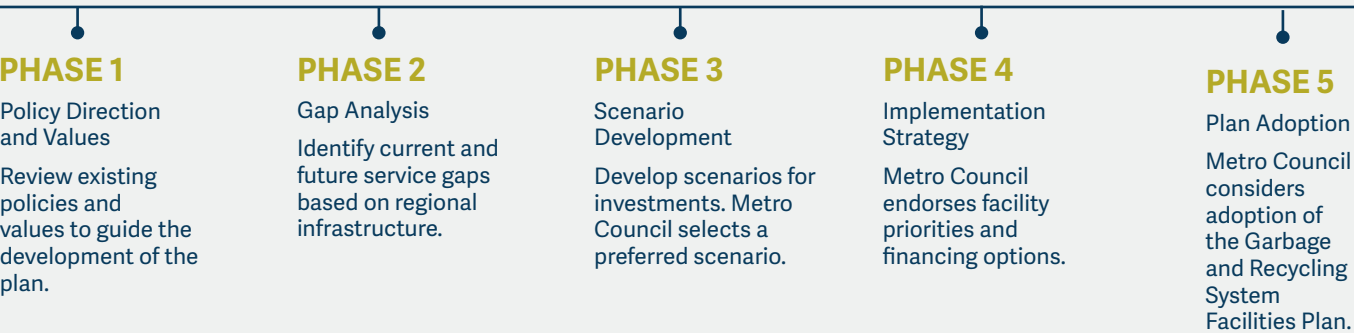 PHASE 1
Policy Direction
and Values
Review existing
policies and
values to guide the
development of the
plan.
PHASE 2
Gap Analysis
Identify current and
future service gaps
based on regional
infrastructure.
PHASE 3
Scenario
Development
Develop scenarios for
investments. Metro
Council selects a
preferred scenario.
PHASE 4
Implementation
Strategy
Metro Council
endorses facility
priorities and
financing options.
PHASE 5
Plan Adoption
Metro Council
considers
adoption of
the Garbage
and Recycling
System
Facilities Plan.